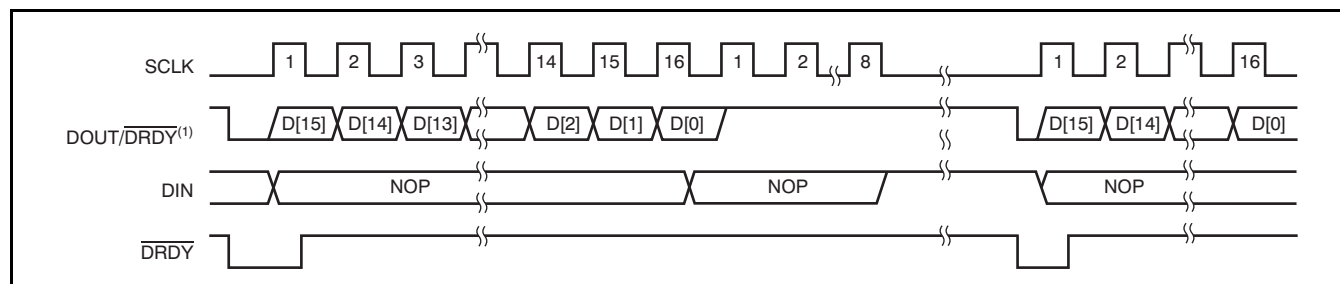 SCLK 1 2 3 14 15 16 1 2 8 1 2 16
DOUT/DRDY(1) D[15] D[14] D[13] D[2] D[1] D[0] D[15] D[14] D[0]
DIN NOP NOP NOP
DRDY